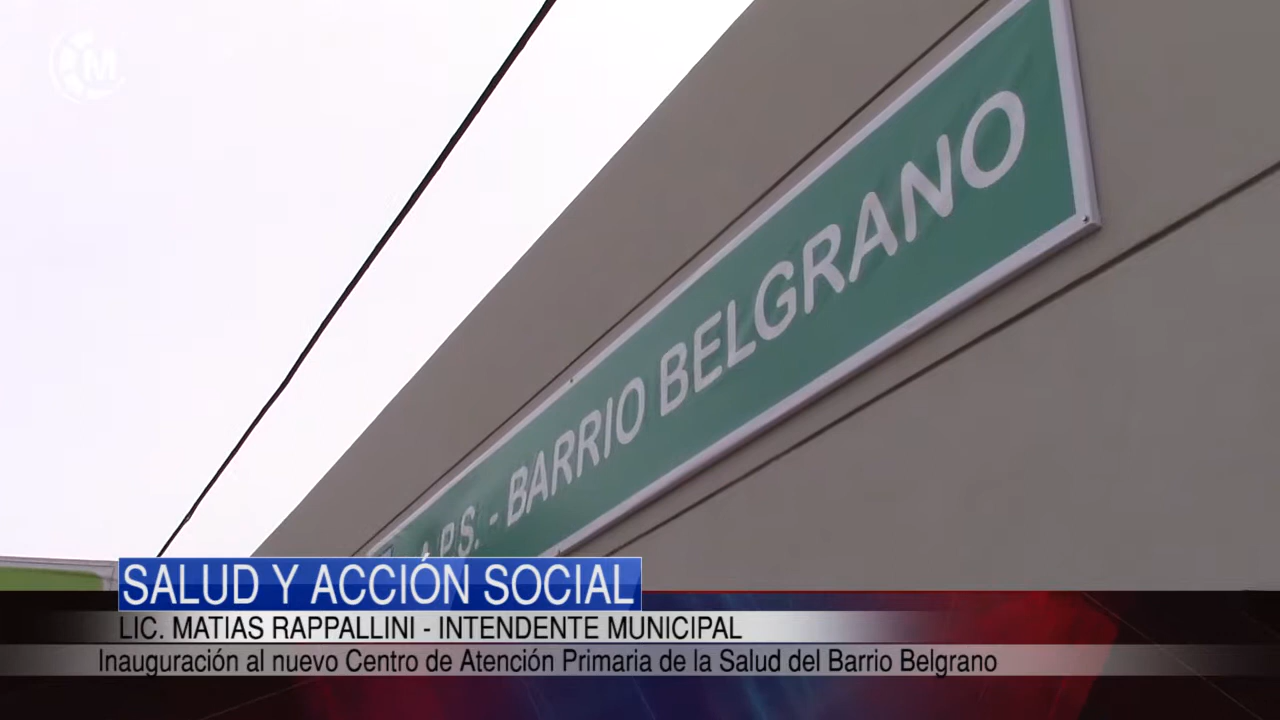 M
A.P.S. - BARRIO BELGRANO
SALUD Y ACCIÓN SOCIAL
LIC. MATIAS RAPPALLINI - INTENDENTE MUNICIPAL
Inauguración al nuevo Centro de Atención Primaria de la Salud del Barrio Belgrano